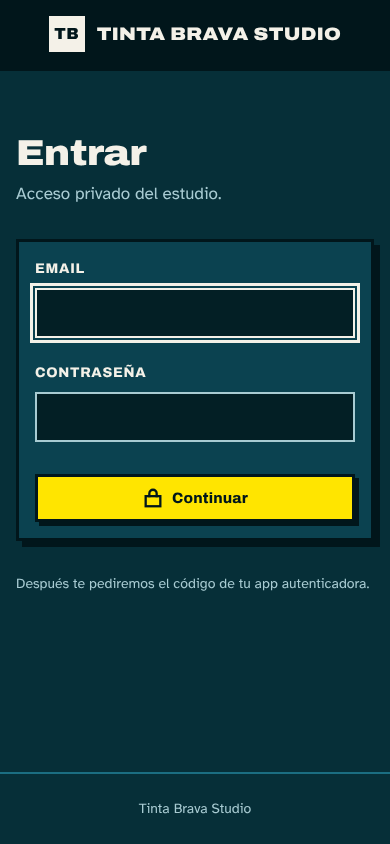 TB TINTA BRAVA STUDIO
Entrar
Acceso privado del estudio.
EMAIL
CONTRASEÑA
Continuar
Después te pediremos el código de tu app autenticadora.
Tinta Brava Studio